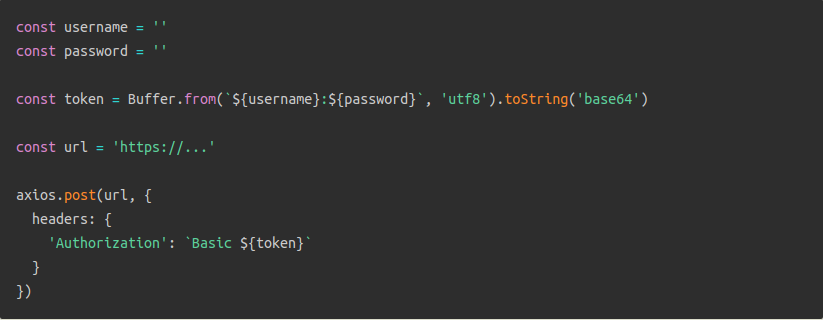 const username = ''
const password = ''
const token = Buffer.from(`${username}:${password}`, 'utf8').toString('base64')
const url = 'https://...'
axios.post(url, {
  headers: {
    'Authorization': `Basic ${token}`
  }
})